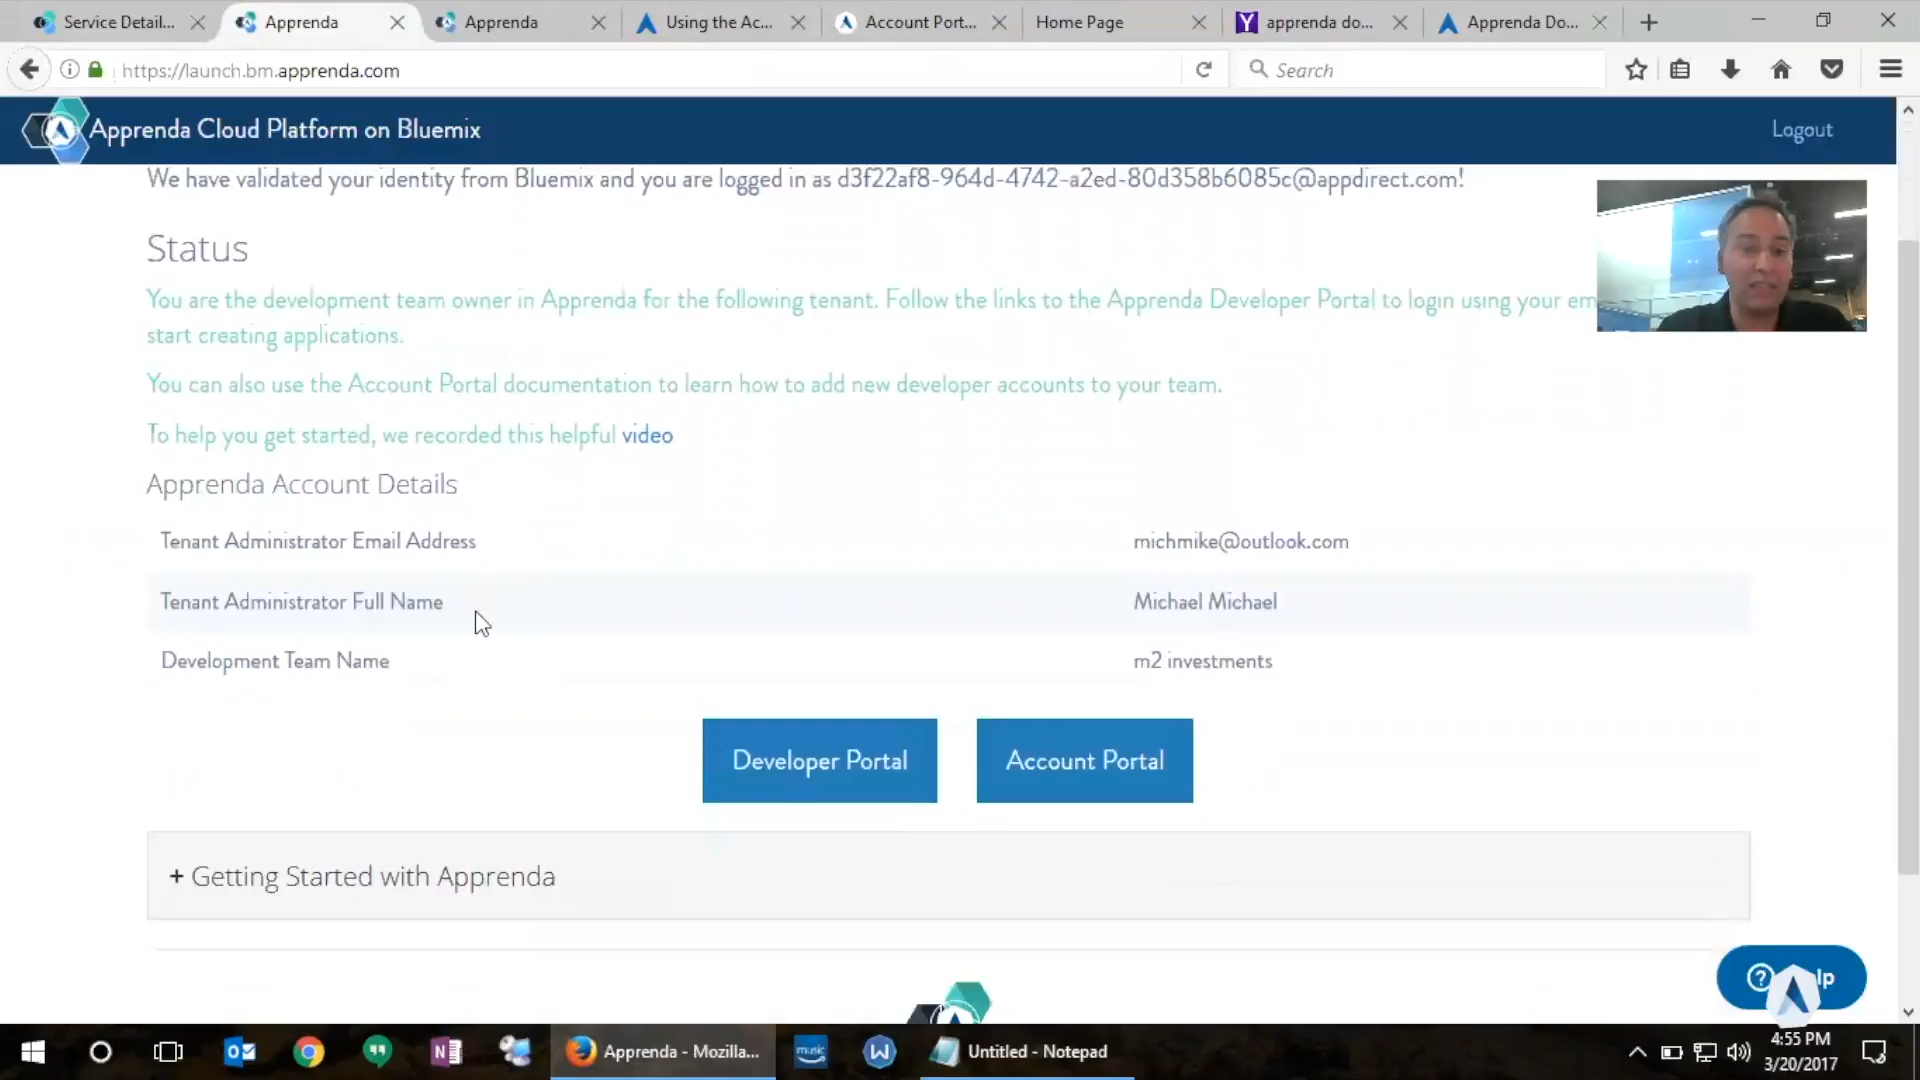 Service Detail...
Apprenda
Apprenda
Using the Ac...
Account Port...
Home Page
apprenda do...
Apprenda Do...
https://launch.bm.apprenda.com
Search
Apprenda Cloud Platform on Bluemix
Logout
We have validated your identity from Bluemix and you are logged in as d3f22af8-964d-4742-a2ed-80d358b6085c@appdirect.com!
Status
You are the development team owner in Apprenda for the following tenant. Follow the links to the Apprenda Developer Portal to login using your em
start creating applications.
You can also use the Account Portal documentation to learn how to add new developer accounts to your team.
To help you get started, we recorded this helpful video
Apprenda Account Details
Tenant Administrator Email Address
michmike@outlook.com
Tenant Administrator Full Name
Michael Michael
Development Team Name
m2 investments
Developer Portal
Account Portal
+ Getting Started with Apprenda
Apprenda - Mozilla...
music
Untitled - Notepad
4:55 PM
3/20/2017